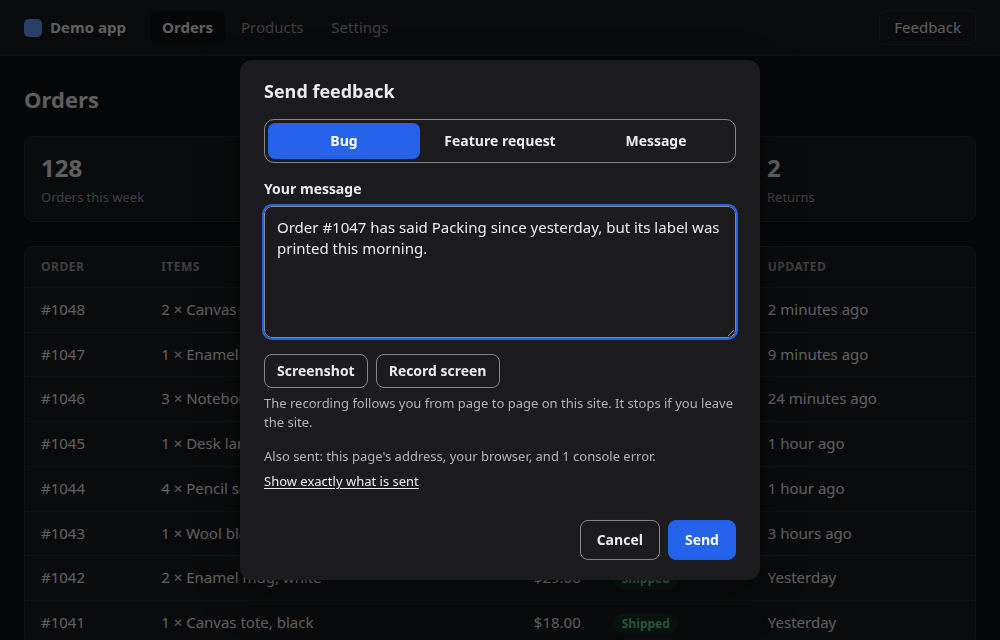 Demo app
Orders
Products
Settings
Feedback
Orders
128
Orders this week
2
Returns
Send feedback
Bug
Feature request
Message
Your message
Order #1047 has said Packing since yesterday, but its label was
printed this morning.
Screenshot
Record screen
The recording follows you from page to page on this site. It stops if you leave
the site.
Also sent: this page's address, your browser, and 1 console error.
Show exactly what is sent
Cancel
Send
ORDER
ITEMS
UPDATED
#1048
2 × Canvas
2 minutes ago
#1047
1 × Enamel
9 minutes ago
#1046
3 ×
24 minutes ago
#1045
1 × Desk
1 hour ago
#1044
4 × Pencil
1 hour ago
#1043
1 × Wool
3 hours ago
#1042
2 × Enamel mug, white
$29.00
Shipped
Yesterday
#1041
1 × Canvas tote, black
$18.00
Shipped
Yesterday